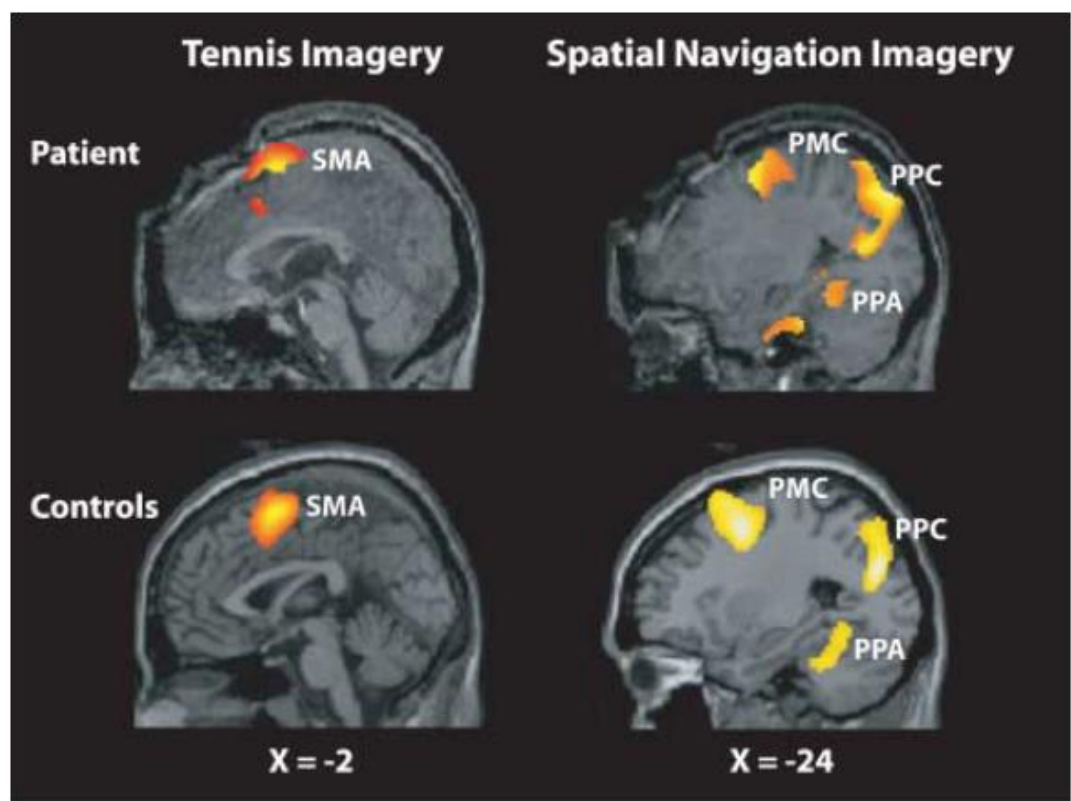 Tennis Imagery
Spatial Navigation Imagery
Patient
SMA
PMC
PPC
PPA
Controls
SMA
PMC
PPC
PPA
X = -2
X = -24